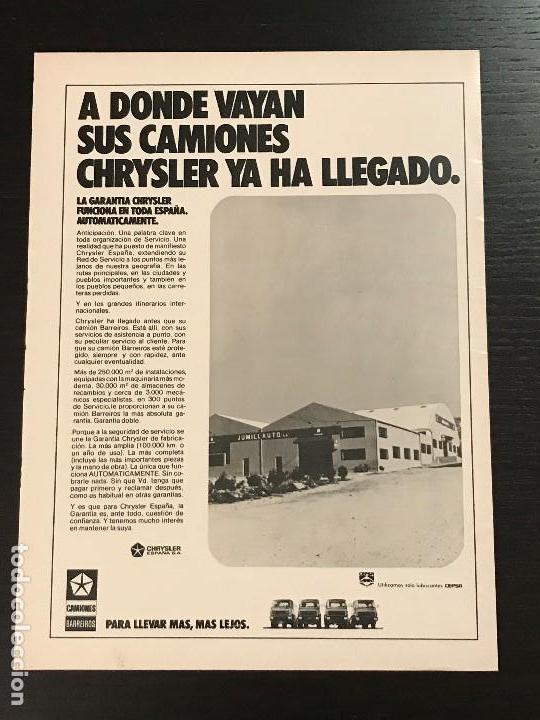 A DONDE VAYAN
SUS CAMIONES
CHRYSLER YA HA LLEGADO.
LA GARANTIA CHRYSLER
FUNCIONA EN TODA ESPAÑA.
AUTOMATICAMENTE.
Anticipación. Una palabra clave en
toda organización de Servicio. Una
realidad que ha puesto de manifiesto
Chrysler España, extendiendo su
Red de Servicio a los puntos más le-
janos de nuestra geografía. En las
rutas principales, en las ciudades y
pueblos importantes y también en
los pueblos pequeños, en las carre-
teras perdidas.
Y en los grandes itinerarios inter-
nacionales.
Chrysler ha llegado antes que su
camión Barreiros. Está allí, con sus
servicios de asistencia a punto, con
su peculiar servicio al cliente. Para
que su camión Barreiros esté prote-
gido, siempre y con rapidez, ante
cualquier eventualidad.
Más de 250.000 m² de instalaciones,
equipadas con la maquinaria más mo-
derna, 30.000 m² de almacenes de
recambios y cerca de 3.000 mecá-
nicos especialistas, en 300 puntos
de Servicio, le proporcionan a su ca-
mión Barreiros la más absoluta ga-
rantía. Garantía doble.
Porque a la seguridad de servicio se
une la Garantía Chrysler de fabrica-
ción. La más amplia (100.000 km. o
un año de uso). La más completa
(incluye las más importantes piezas
y la mano de obra). La única que fun-
ciona AUTOMATICAMENTE. Sin co-
brarle nada. Sin que Vd. tenga que
pagar primero y reclamar después,
como es habitual en otras garantías.
Y es que para Chrysler España, la
Garantía es, ante todo, cuestión de
confianza. Y tenemos mucho interés
en mantener la suya.
CHRYSLER
ESPAÑA S.A.
JUMILLAUTO S.A.
Utilizamos sólo lubricantes CEPSA
CAMIONES
BARREIROS
PARA LLEVAR MAS, MAS LEJOS.
todocoleccion